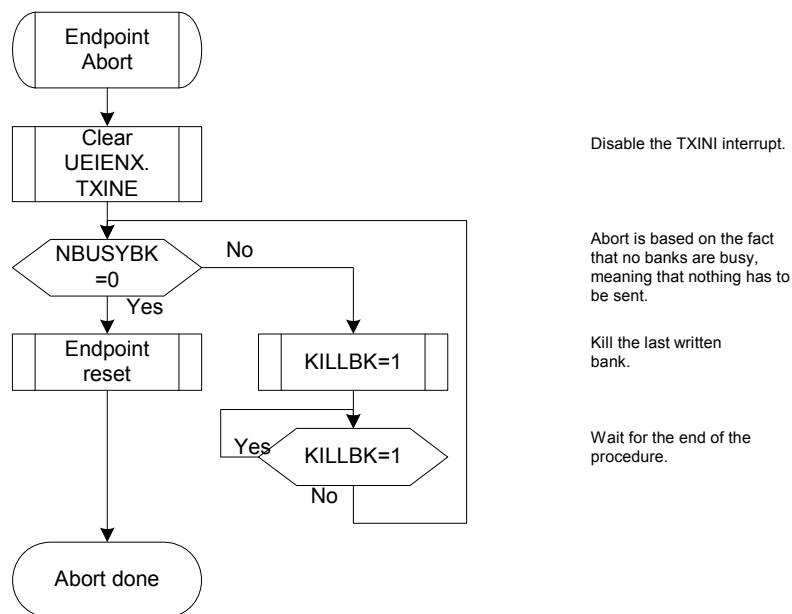 Endpoint
Abort
Clear
UEIENX.
TXINE
Disable the TXINI interrupt.
NBUSYBK
=0
No
Yes
Abort is based on the fact
that no banks are busy,
meaning that nothing has to
be sent.
Endpoint
reset
KILLBK=1
Kill the last written
bank.
Yes
KILLBK=1
No
Wait for the end of the
procedure.
Abort done